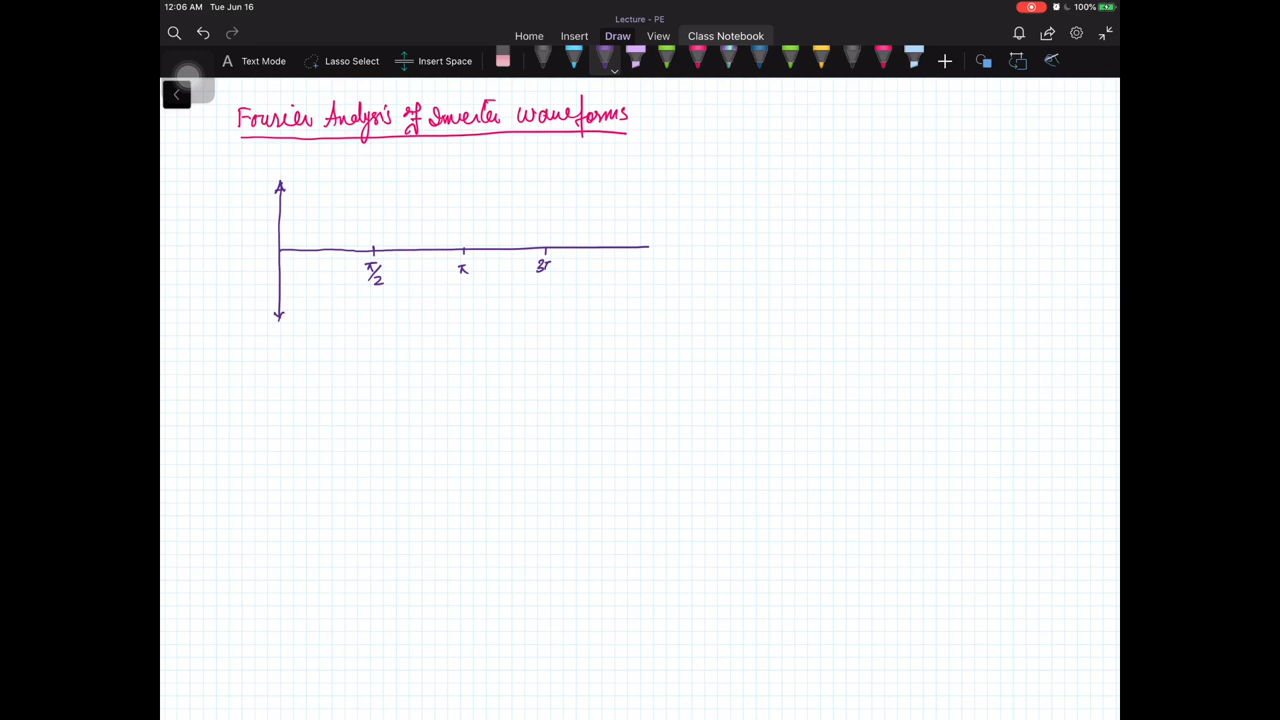 12:06 AM Tue Jun 16
100%
Lecture - PE
Home Insert Draw View Class Notebook
A Text Mode Lasso Select Insert Space
Fourier Analysis of Inverter Waveforms
π/2 π 3π